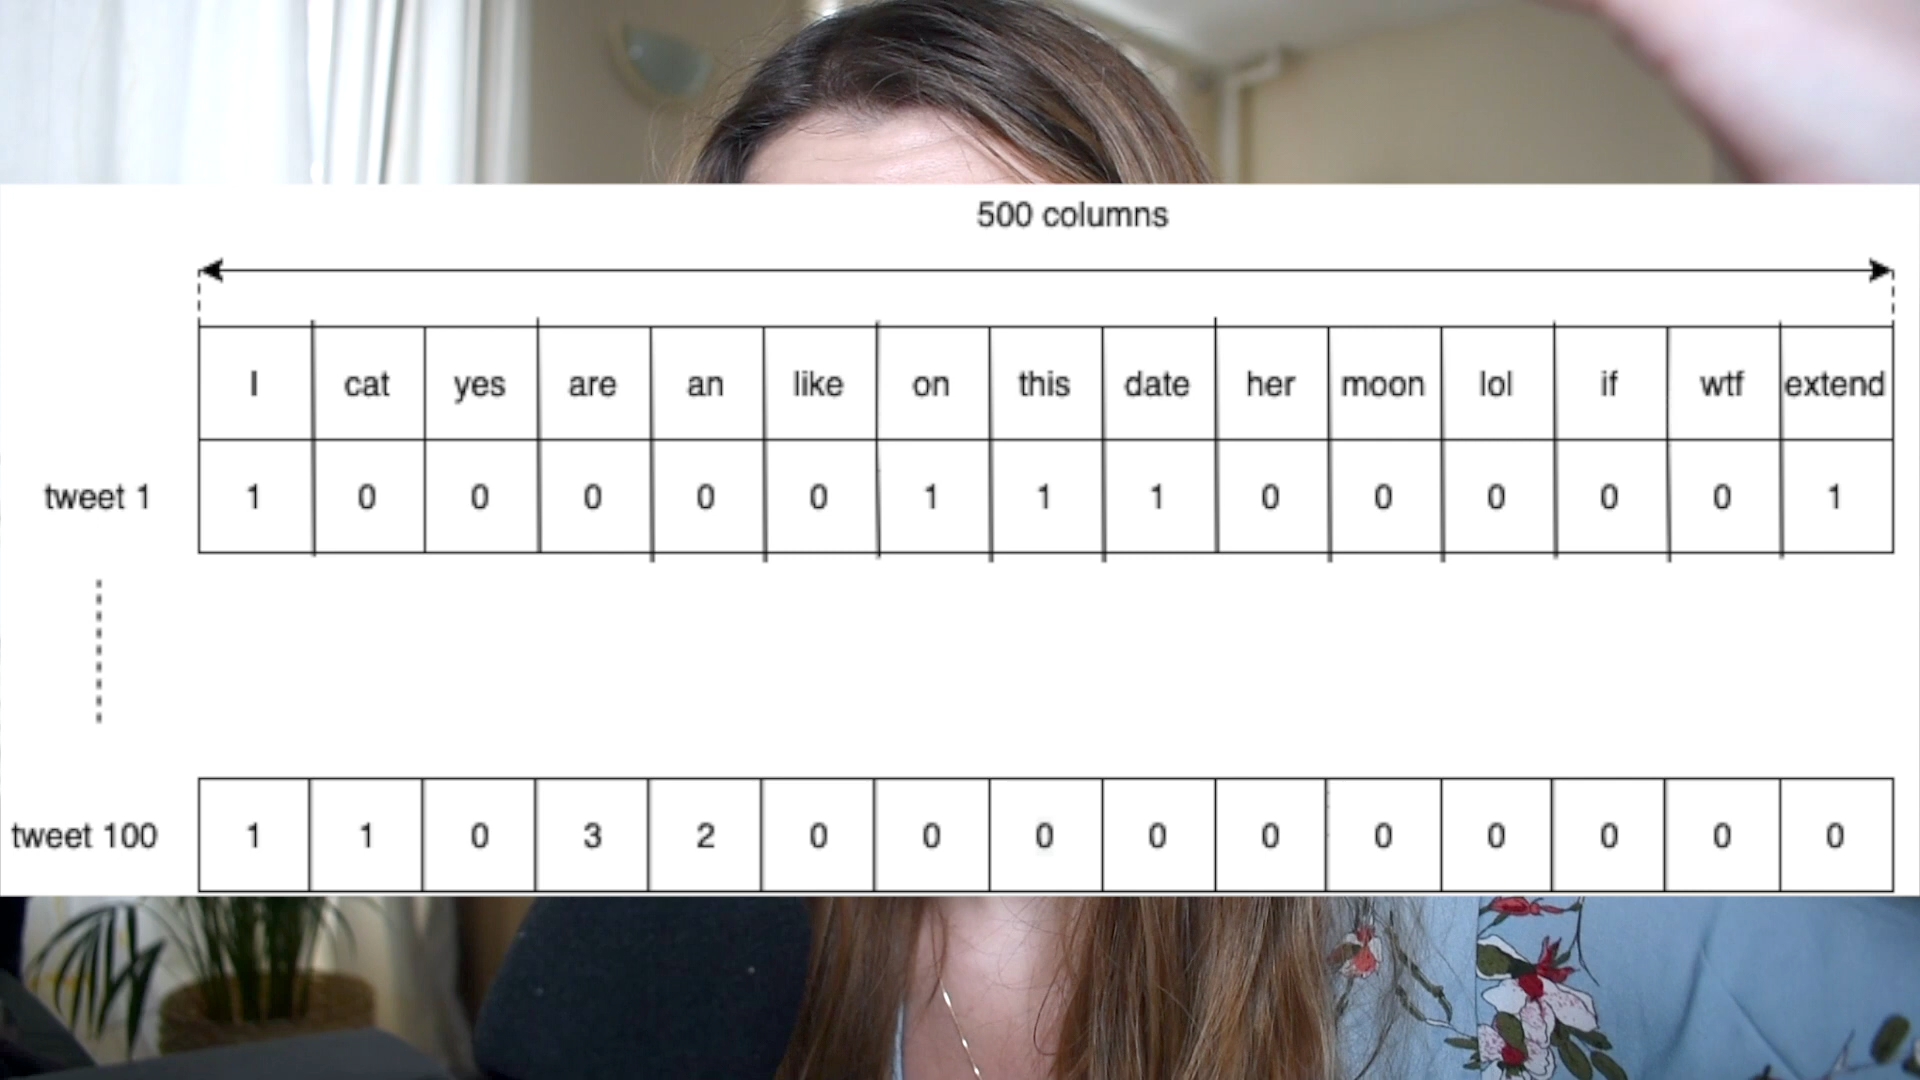 500 columns
I cat yes are an like on this date her moon lol if wtf extend
tweet 1 1 0 0 0 0 0 1 1 1 0 0 0 0 0 1
tweet 100 1 1 0 3 2 0 0 0 0 0 0 0 0 0 0